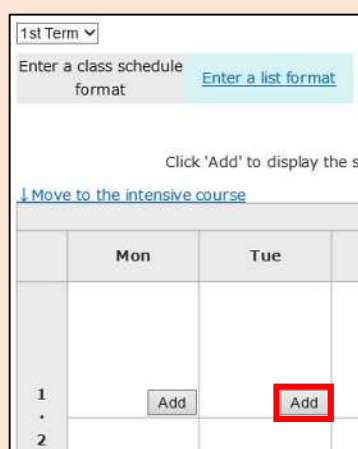 1st Term
Enter a class schedule format
Enter a list format
Click 'Add' to display the s
↓Move to the intensive course
Mon
Tue
1
.
2
Add
Add